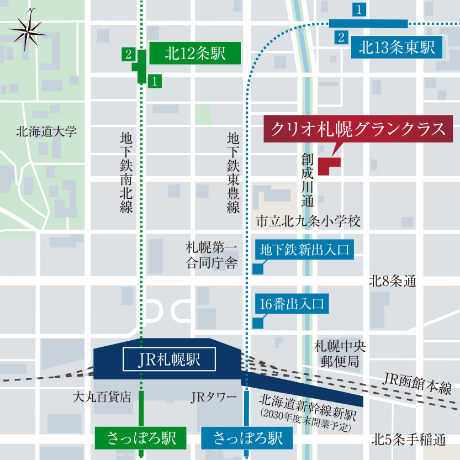 1
2
北13条東駅
2
北12条駅
1
クリオ札幌グランクラス
北海道大学
地下鉄南北線
地下鉄東豊線
創成川通
市立北九条小学校
札幌第一
合同庁舎
地下鉄新出入口
北8条通
16番出入口
札幌中央
郵便局
JR札幌駅
JR函館本線
大丸百貨店
JRタワー
北海道新幹線新駅
(2030年度末開業予定)
さっぽろ駅
さっぽろ駅
北5条手稲通